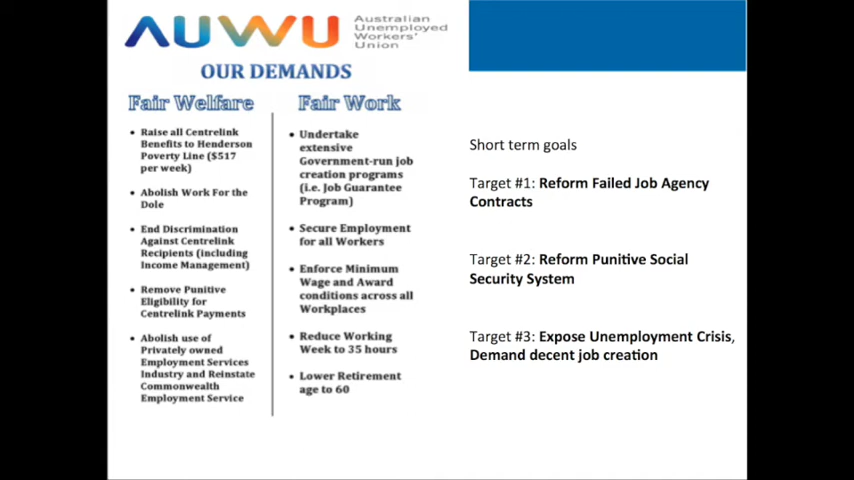 AUWU
Australian
Unemployed
Workers'
Union
OUR DEMANDS
Fair Welfare
• Raise all Centrelink
Benefits to Henderson
Poverty Line ($517
per week)
• Abolish Work For the
Dole
• End Discrimination
Against Centrelink
Recipients (including
Income Management)
• Remove Punitive
Eligibility for
Centrelink Payments
• Abolish use of
Privately owned
Employment Services
Industry and Reinstate
Commonwealth
Employment Service
Fair Work
• Undertake
extensive
Government-run job
creation programs
(i.e. Job Guarantee
Program)
• Secure Employment
for all Workers
• Enforce Minimum
Wage and Award
conditions across all
Workplaces
• Reduce Working
Week to 35 hours
• Lower Retirement
age to 60
Short term goals
Target #1: Reform Failed Job Agency
Contracts
Target #2: Reform Punitive Social
Security System
Target #3: Expose Unemployment Crisis,
Demand decent job creation